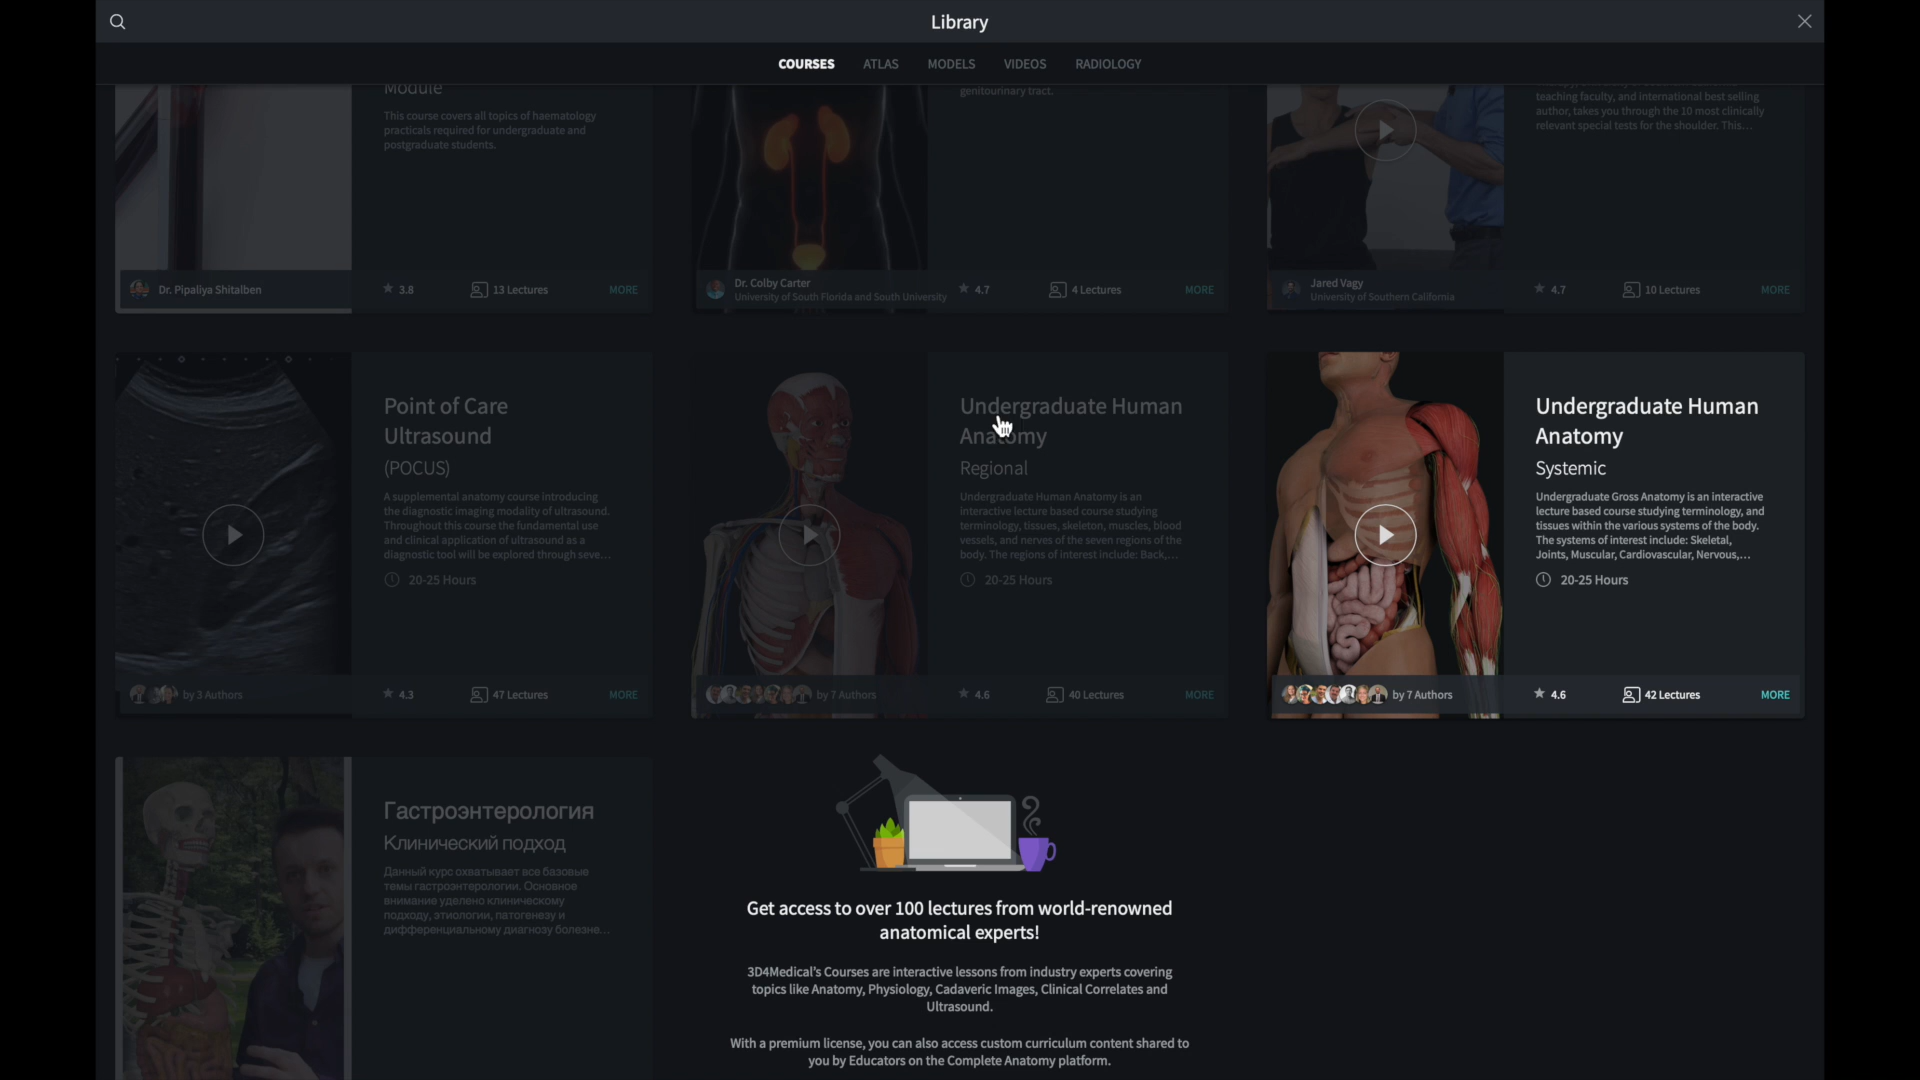 Library
COURSES
ATLAS
MODELS
VIDEOS
RADIOLOGY
Module
This course covers all topics of haematology
practicals required for undergraduate and
postgraduate students.
Dr. Pipaliya Shitalben
3.8
13 Lectures
MORE
genitourinary tract.
Dr. Colby Carter
University of South Florida and South University
4.7
4 Lectures
MORE
teaching faculty, and international best selling
author, takes you through the 10 most clinically
relevant special tests for the shoulder. This...
Jared Vagy
University of Southern California
4.7
10 Lectures
MORE
Point of Care
Ultrasound
(POCUS)
A supplemental anatomy course introducing
the diagnostic imaging modality of ultrasound.
Throughout this course the fundamental use
and clinical application of ultrasound as a
diagnostic tool will be explored through seve...
20-25 Hours
by 3 Authors
4.3
47 Lectures
MORE
Undergraduate Human
Anatomy
Regional
Undergraduate Human Anatomy is an
interactive lecture based course studying
terminology, tissues, skeleton, muscles, blood
vessels, and nerves of the seven regions of the
body. The regions of interest include: Back,...
20-25 Hours
by 7 Authors
4.6
40 Lectures
MORE
Undergraduate Human
Anatomy
Systemic
Undergraduate Gross Anatomy is an interactive
lecture based course studying terminology, and
tissues within the various systems of the body.
The systems of interest include: Skeletal,
Joints, Muscular, Cardiovascular, Nervous,...
20-25 Hours
by 7 Authors
4.6
42 Lectures
MORE
Гастроэнтерология
Клинический подход
Данный курс охватывает все базовые
темы гастроэнтерологии. Основное
внимание уделено клиническому
подходу, этиологии, патогенезу и
дифференциальному диагнозу болезне...
Get access to over 100 lectures from world-renowned
anatomical experts!
3D4Medical's Courses are interactive lessons from industry experts covering
topics like Anatomy, Physiology, Cadaveric Images, Clinical Correlates and
Ultrasound.
With a premium license, you can also access custom curriculum content shared to
you by Educators on the Complete Anatomy platform.